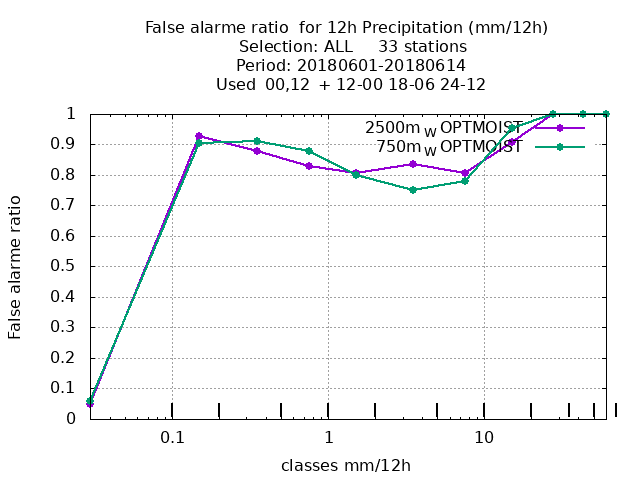 False alarme ratio  for 12h Precipitation (mm/12h)
Selection: ALL     33 stations
Period: 20180601-20180614
Used  00,12  + 12-00 18-06 24-12
2500m W OPTMOIST
750m W OPTMOIST
1
0.9
0.8
0.7
0.6
0.5
0.4
0.3
0.2
0.1
0
False alarme ratio
0.1 1 10
classes mm/12h